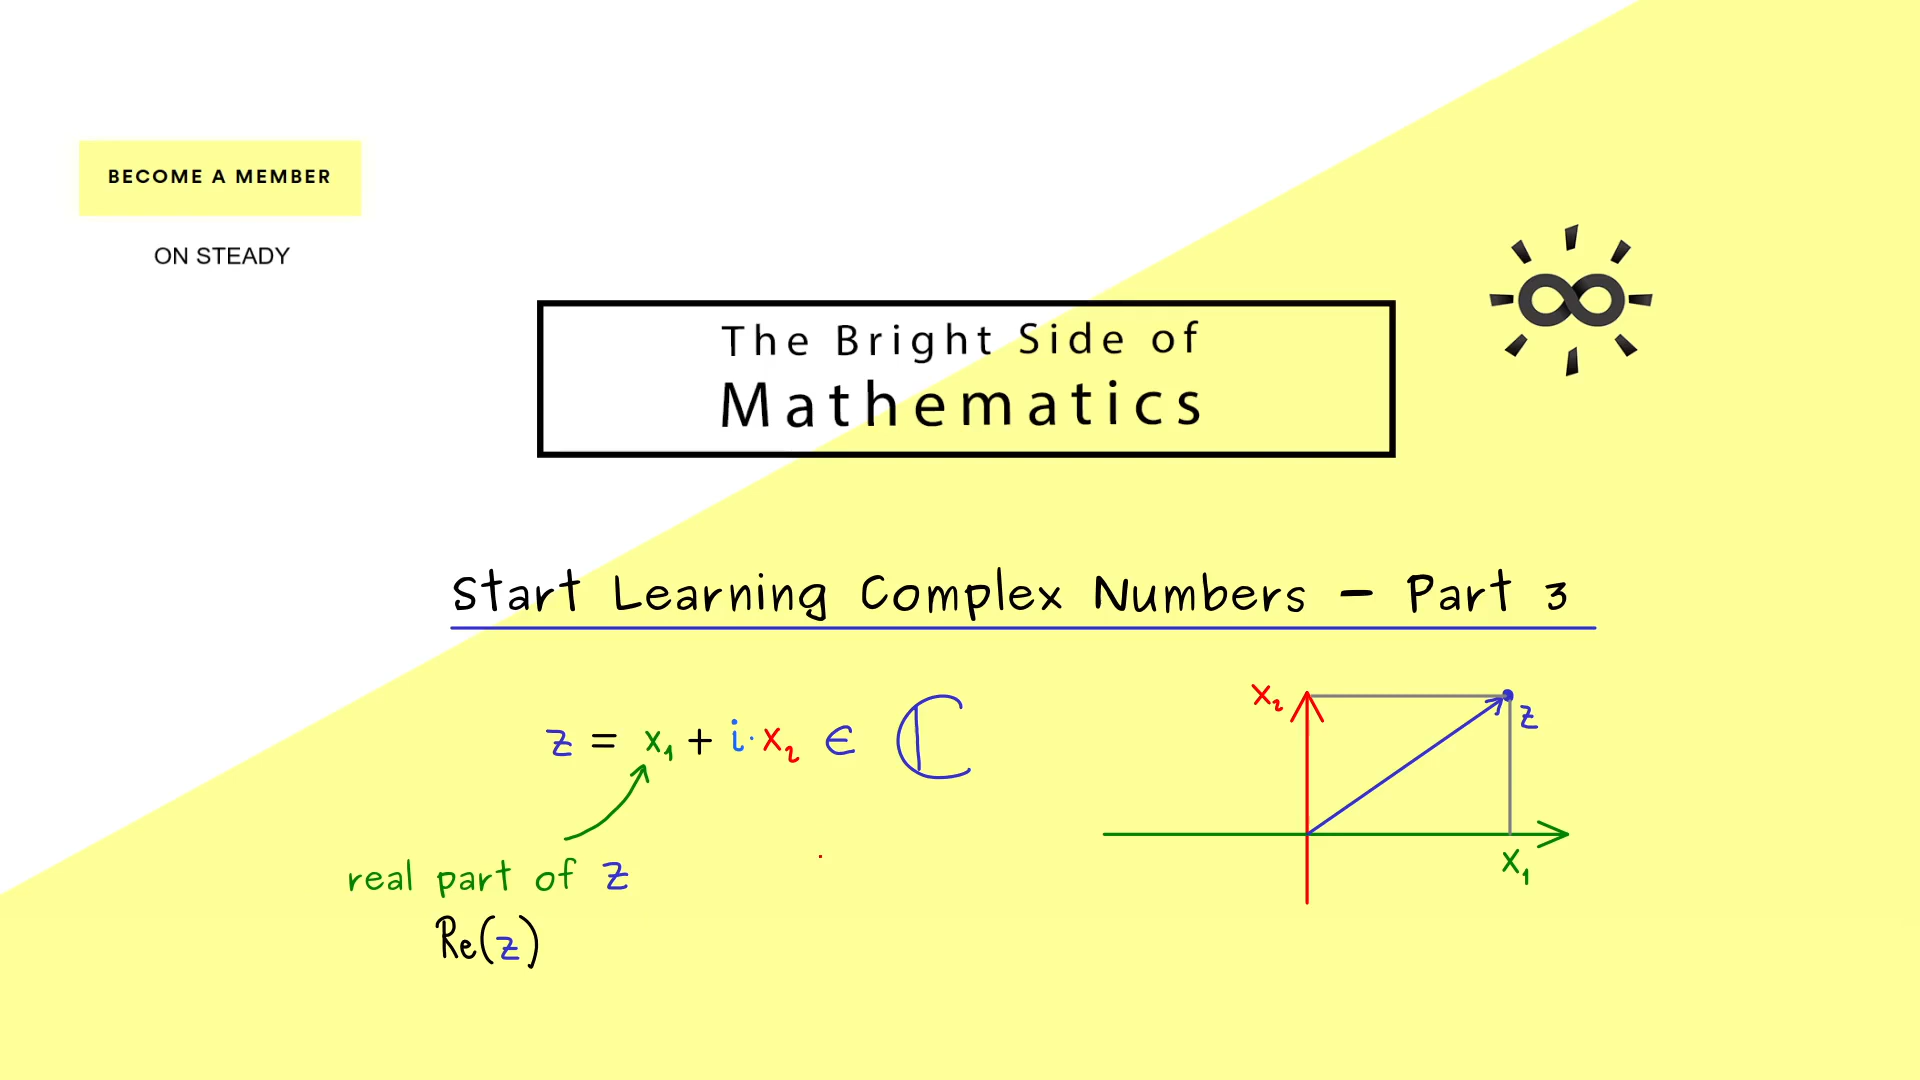 BECOME A MEMBER
ON STEADY
The Bright Side of
Mathematics
Start Learning Complex Numbers – Part 3
z = x₁ + i · x₂ ∈ ℂ
real part of z
Re(z)
x₂
z
x₁